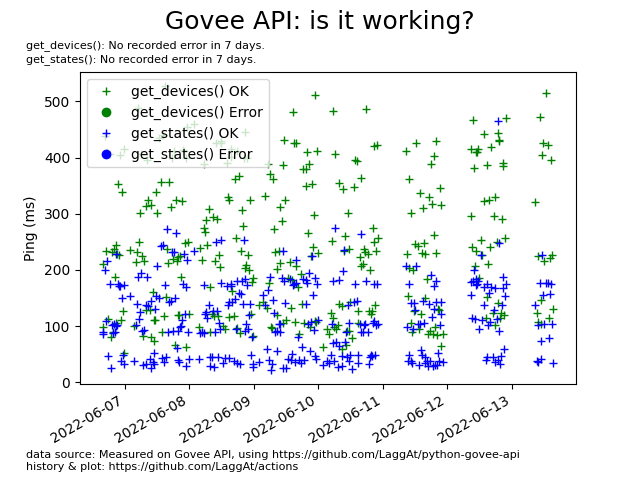 Govee API: is it working?
get_devices(): No recorded error in 7 days.
get_states(): No recorded error in 7 days.
get_devices() OK
get_devices() Error
get_states() OK
get_states() Error
Ping (ms)
500
400
300
200
100
0
2022-06-07
2022-06-08
2022-06-09
2022-06-10
2022-06-11
2022-06-12
2022-06-13
data source: Measured on Govee API, using https://github.com/LaggAt/python-govee-api
history & plot: https://github.com/LaggAt/actions